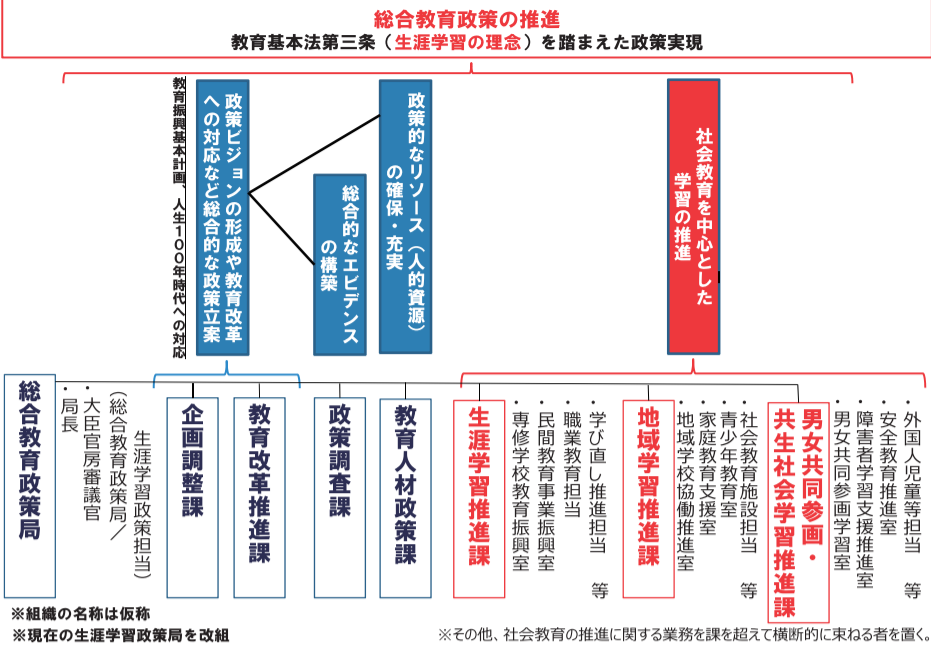 総合教育政策の推進
教育基本法第三条（生涯学習の理念）を踏まえた政策実現
教育振興基本計画、人生１００年時代への対応
政策ビジョンの形成や教育改革
への対応など総合的な政策立案
総合的なエビデンス
の構築
政策的なリソース（人的資源）
の確保・充実
社会教育を中心とした
学習の推進
総合教育政策局
・局長
・大臣官房審議官
（総合教育政策局／
生涯学習政策担当）
企画調整課
教育改革推進課
政策調査課
教育人材政策課
生涯学習推進課
・専修学校教育振興室
・民間教育事業振興室
・職業教育担当
・学び直し推進担当　等
地域学習推進課
・地域学校協働推進室
・家庭教育支援室
・青少年教育室
・社会教育施設担当　等
男女共同参画・
共生社会学習推進課
・男女共同参画学習室
・障害者学習支援推進室
・安全教育推進室
・外国人児童等担当　等
※組織の名称は仮称
※現在の生涯学習政策局を改組
※その他、社会教育の推進に関する業務を課を超えて横断的に束ねる者を置く。